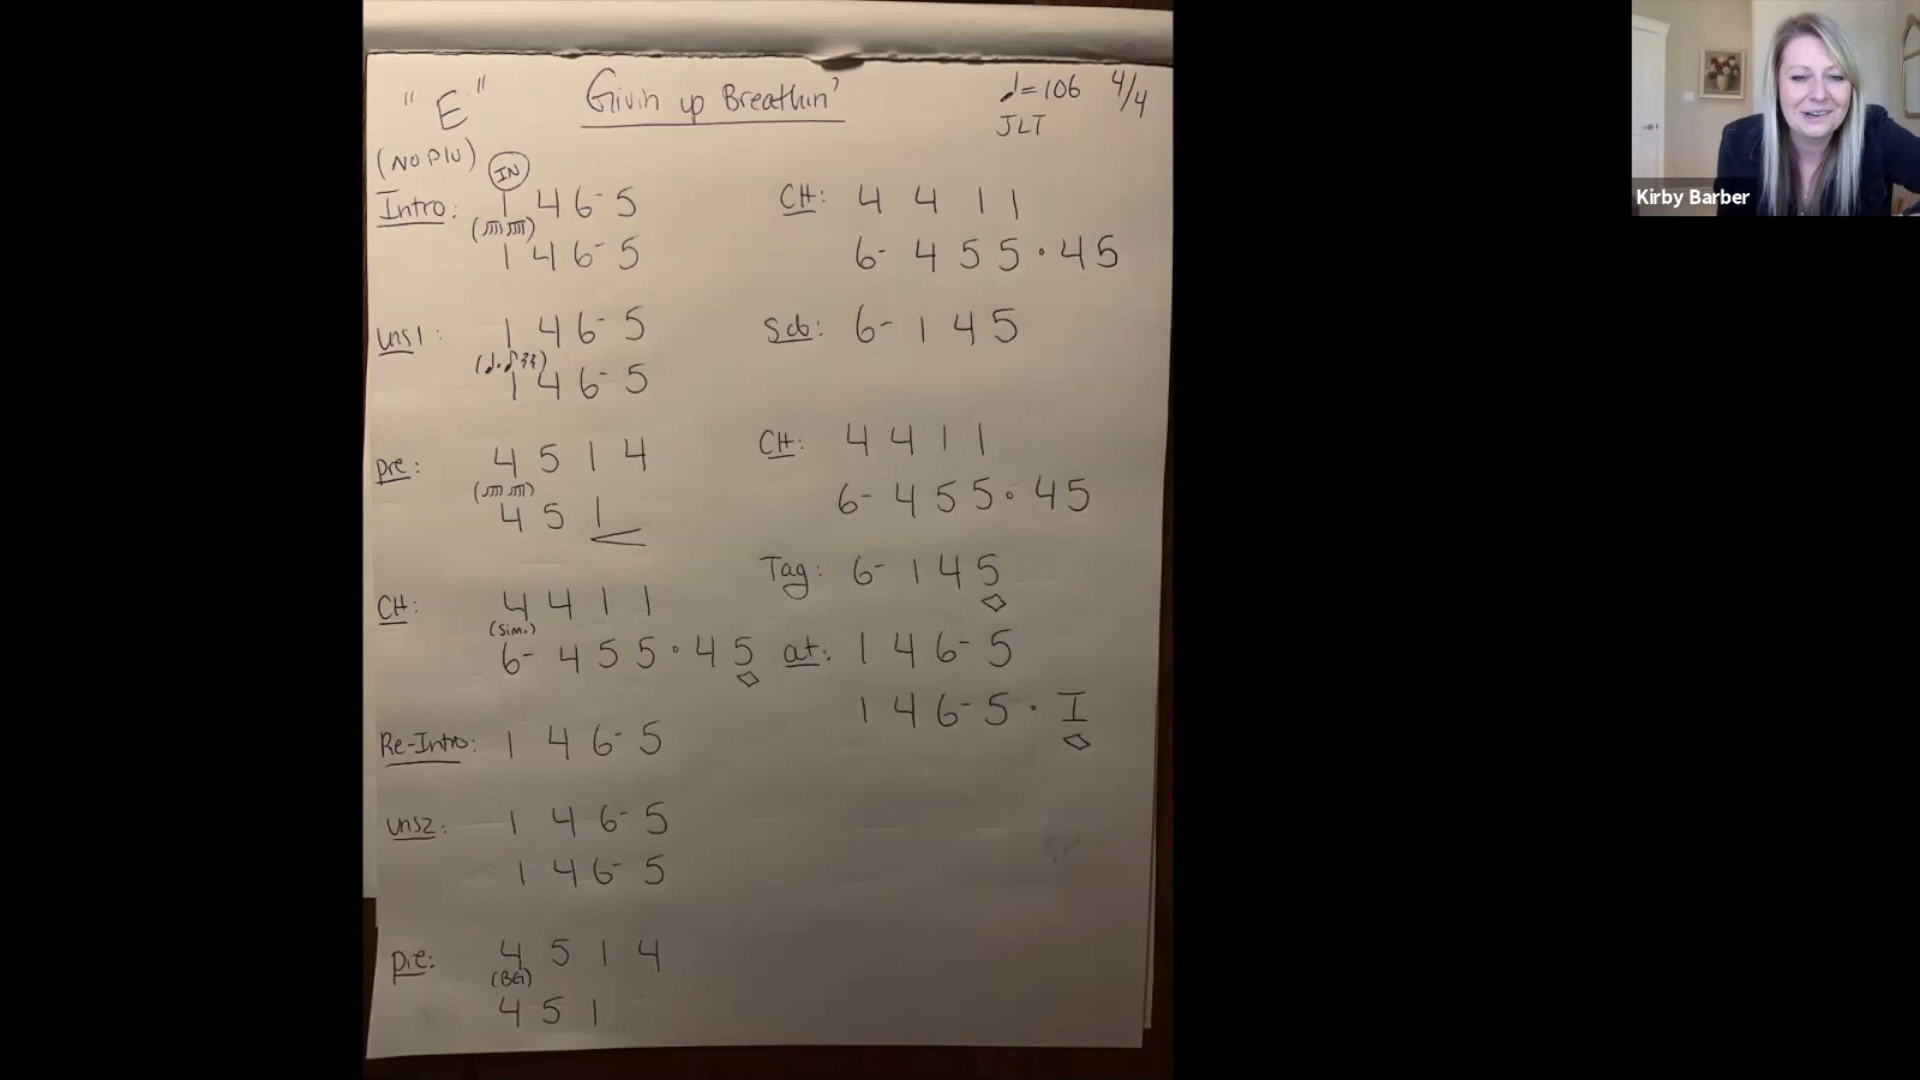 " E "
Givin up Breathin'
♩=106 4/4
JLT
(NO PIU)
IN
Intro: 1 4 6- 5
1 4 6- 5
Vns1: 1 4 6- 5
1 4 6- 5
pre: 4 5 1 4
4 5 1
CH: 4 4 1 1
(Sim.)
6- 4 5 5 · 4 5
Re-Intro: 1 4 6- 5
Vns2: 1 4 6- 5
1 4 6- 5
pre: 4 5 1 4
(BG)
4 5 1
CH: 4 4 1 1
6- 4 5 5 · 4 5
Solo: 6- 1 4 5
CH: 4 4 1 1
6- 4 5 5 · 4 5
Tag: 6- 1 4 5
at: 1 4 6- 5
1 4 6- 5 · I
Kirby Barber